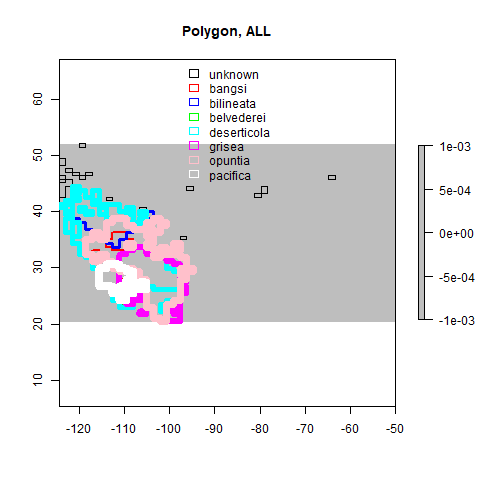 Polygon, ALL
unknown
bangsi
bilineata
belvederei
deserticola
grisea
opuntia
pacifica
60
50
40
30
20
10
-120
-110
-100
-90
-80
-70
-60
-50
1e-03
5e-04
0e+00
-5e-04
-1e-03